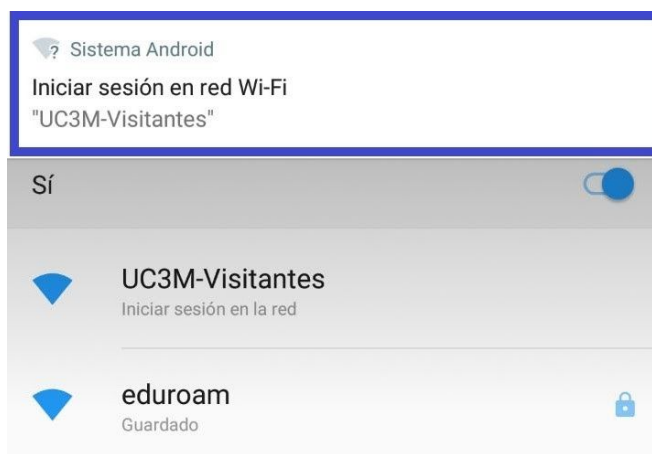 Sistema Android
Iniciar sesión en red Wi-Fi
"UC3M-Visitantes"
Sí
UC3M-Visitantes
Iniciar sesión en la red
eduroam
Guardado